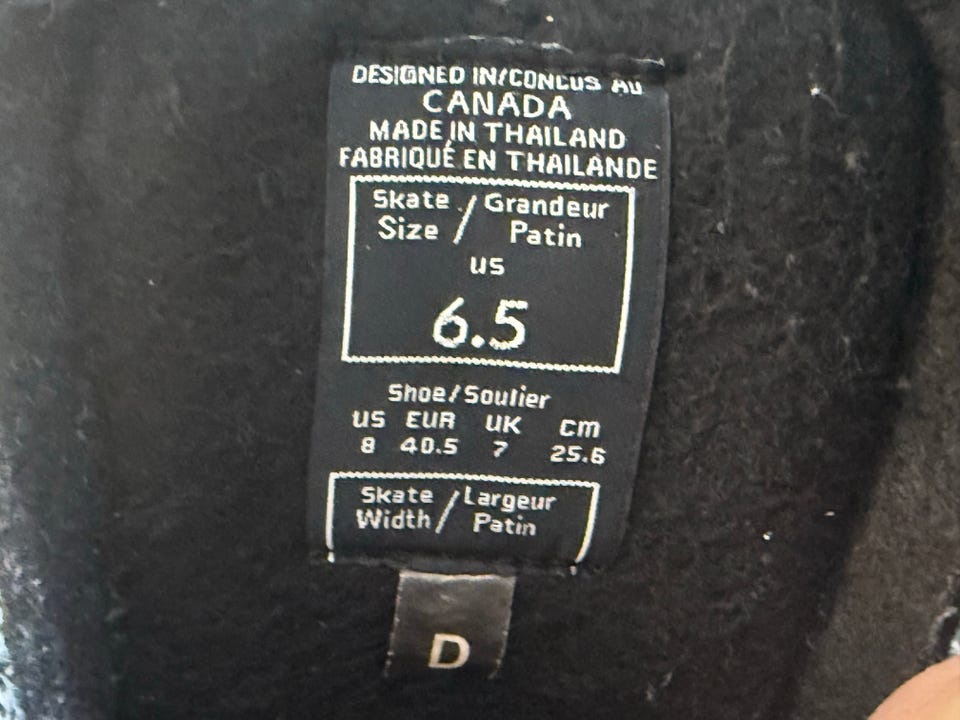 DESIGNED IN/CONCUS AU
CANADA
MADE IN THAILAND
FABRIQUÉ EN THAILANDE
Skate Size / Grandeur Patin
US
6.5
Shoe/Soulier
US EUR UK cm
8 40.5 7 25.6
Skate Width / Largeur Patin
D